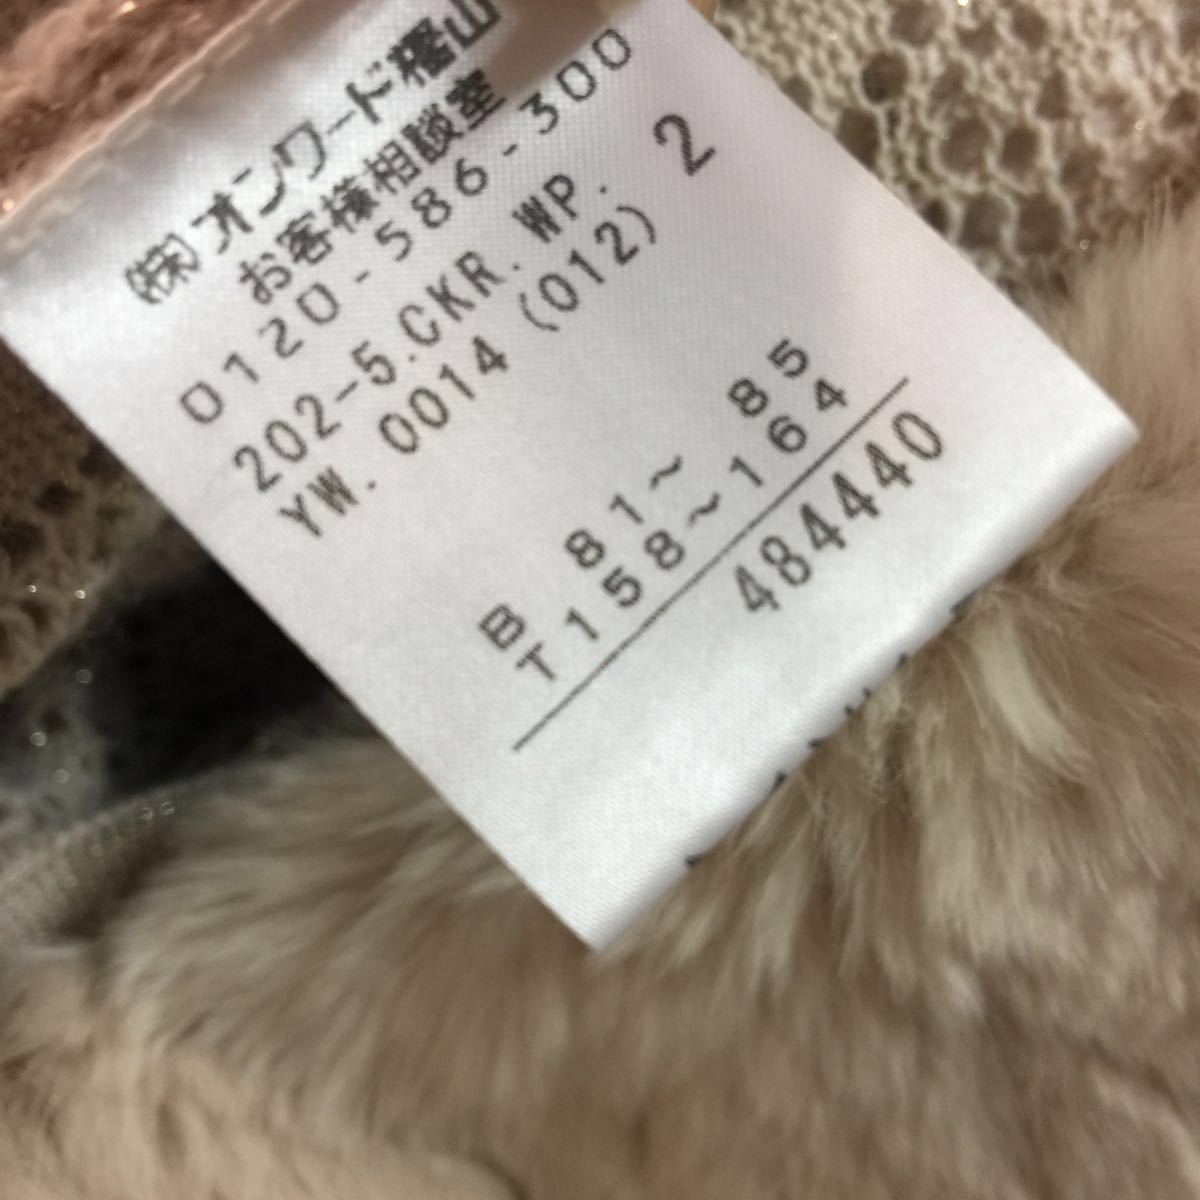 ㈱オンワード樫山
お客様相談室
0120-586-300
202-5.CKR.WP. 2
YW.0014 (012)
B 81～ 85
T158～164
484440